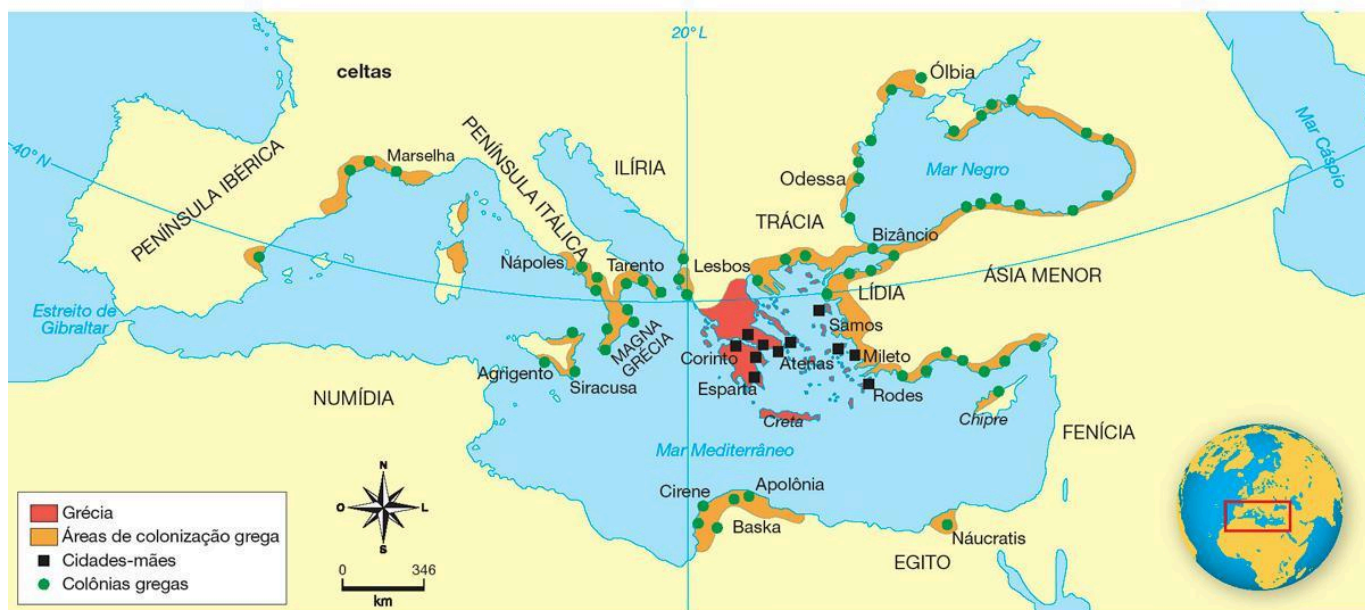 20° L
celtas
Ólbia
Mar Cáspio
PENÍNSULA ITÁLICA
40° N
PENÍNSULA IBÉRICA
Marselha
ILÍRIA
Mar Negro
Odessa
TRÁCIA
Bizâncio
Nápoles
Tarento
Lesbos
ÁSIA MENOR
LÍDIA
Estreito de
Gibraltar
Samos
MAGNA
GRÉCIA
Corinto
Atenas
Mileto
Agrigento
Siracusa
Esparta
Rodes
NUMÍDIA
Creta
Chipre
FENÍCIA
Mar Mediterrâneo
N
O
L
S
Cirene
Apolônia
Baska
Náucratis
EGITO
Grécia
Áreas de colonização grega
Cidades-mães
Colônias gregas
0
346
km